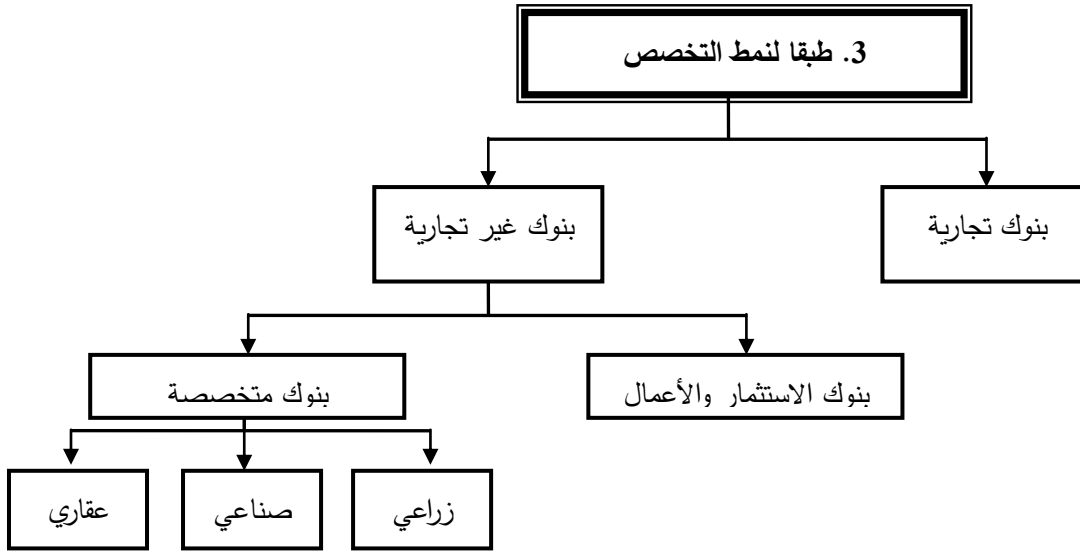 3. طبقا لنمط التخصص
بنوك تجارية
بنوك غير تجارية
بنوك الاستثمار والأعمال
بنوك متخصصة
زراعي
صناعي
عقاري